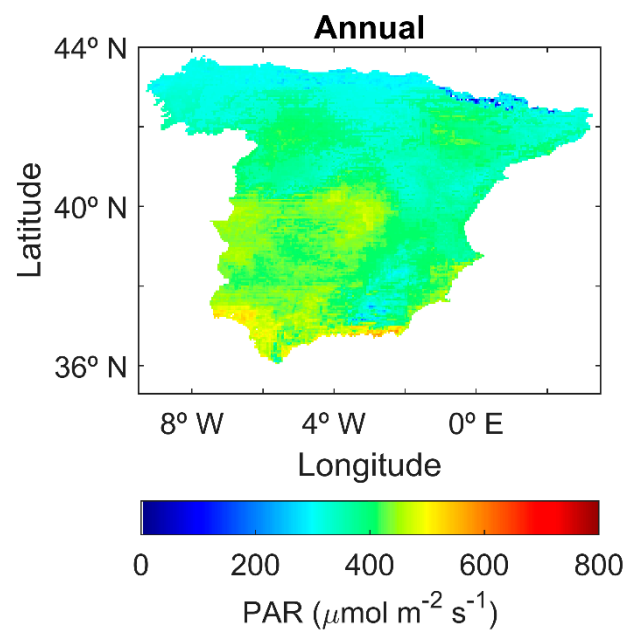 Annual
44º N
40º N
36º N
Latitude
8º W 4º W 0º E
Longitude
0 200 400 600 800
PAR (μmol m⁻² s⁻¹)